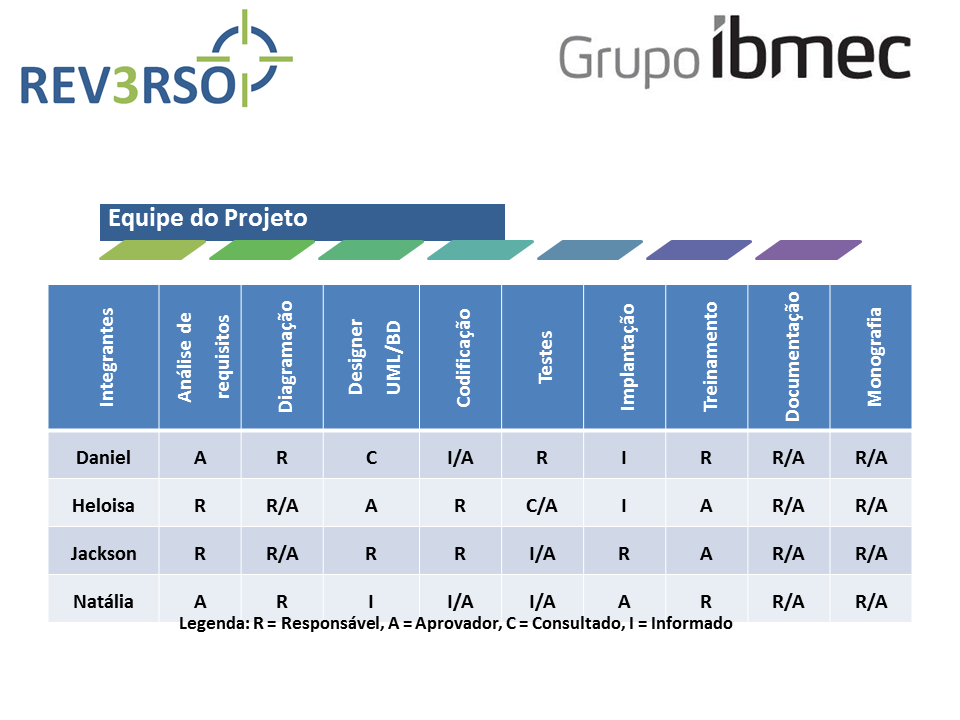 REV3RSO
Grupo ibmec
Equipe do Projeto
Integrantes Análise de requisitos Diagramação Designer UML/BD Codificação Testes Implantação Treinamento Documentação Monografia
Daniel A R C I/A R I R R/A R/A
Heloisa R R/A A R C/A I A R/A R/A
Jackson R R/A R R I/A R A R/A R/A
Natália A R I I/A I/A A R R/A R/A
Legenda: R = Responsável, A = Aprovador, C = Consultado, I = Informado